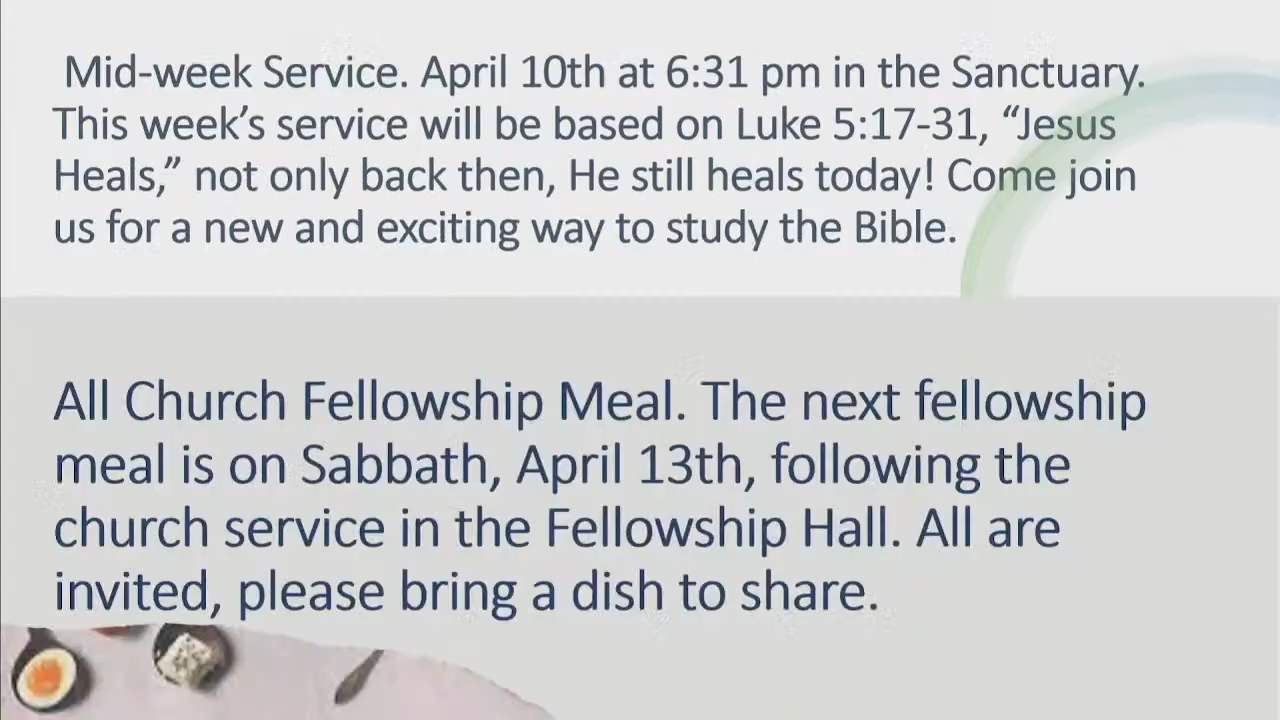 Mid-week Service. April 10th at 6:31 pm in the Sanctuary.
This week’s service will be based on Luke 5:17-31, “Jesus
Heals,” not only back then, He still heals today! Come join
us for a new and exciting way to study the Bible.
All Church Fellowship Meal. The next fellowship
meal is on Sabbath, April 13th, following the
church service in the Fellowship Hall. All are
invited, please bring a dish to share.